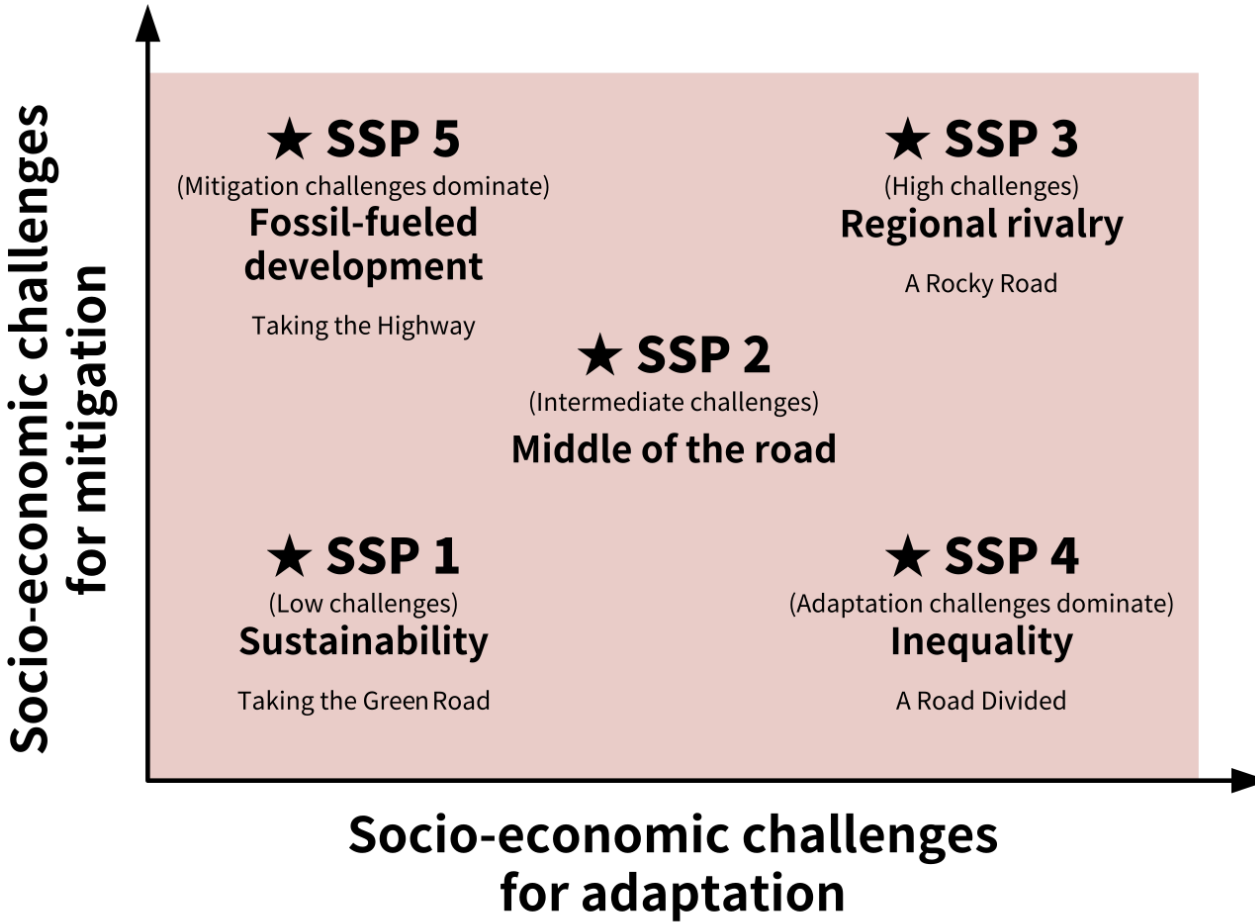 Socio-economic challenges
for mitigation
★ SSP 5
(Mitigation challenges dominate)
Fossil-fueled
development
Taking the Highway
★ SSP 3
(High challenges)
Regional rivalry
A Rocky Road
★ SSP 2
(Intermediate challenges)
Middle of the road
★ SSP 1
(Low challenges)
Sustainability
Taking the Green Road
★ SSP 4
(Adaptation challenges dominate)
Inequality
A Road Divided
Socio-economic challenges
for adaptation